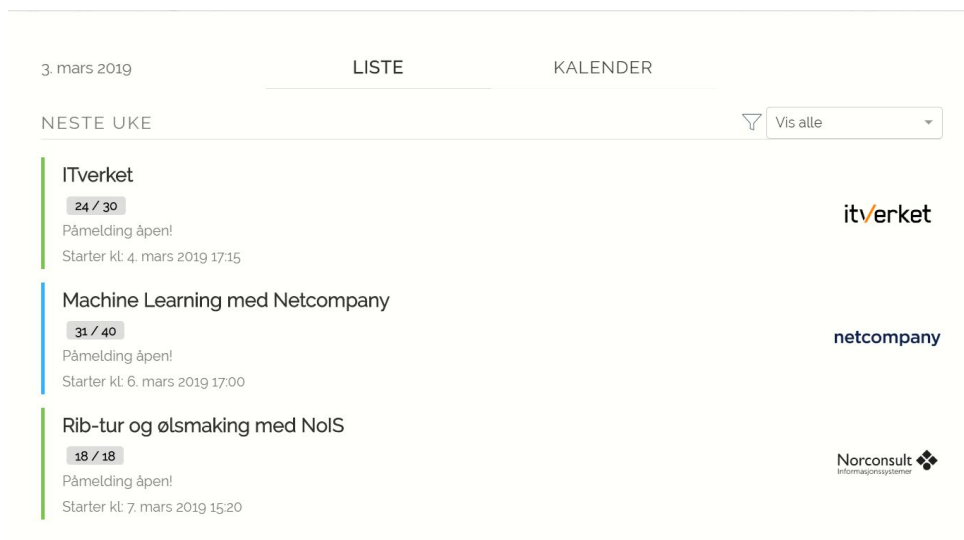 3. mars 2019
LISTE
KALENDER
NESTE UKE
Vis alle
ITverket
24 / 30
Påmelding åpen!
Starter kl: 4. mars 2019 17:15
itverket
Machine Learning med Netcompany
31 / 40
Påmelding åpen!
Starter kl: 6. mars 2019 17:00
netcompany
Rib-tur og ølsmaking med NoIS
18 / 18
Påmelding åpen!
Starter kl: 7. mars 2019 15:20
Norconsult
Informasjonssystemer